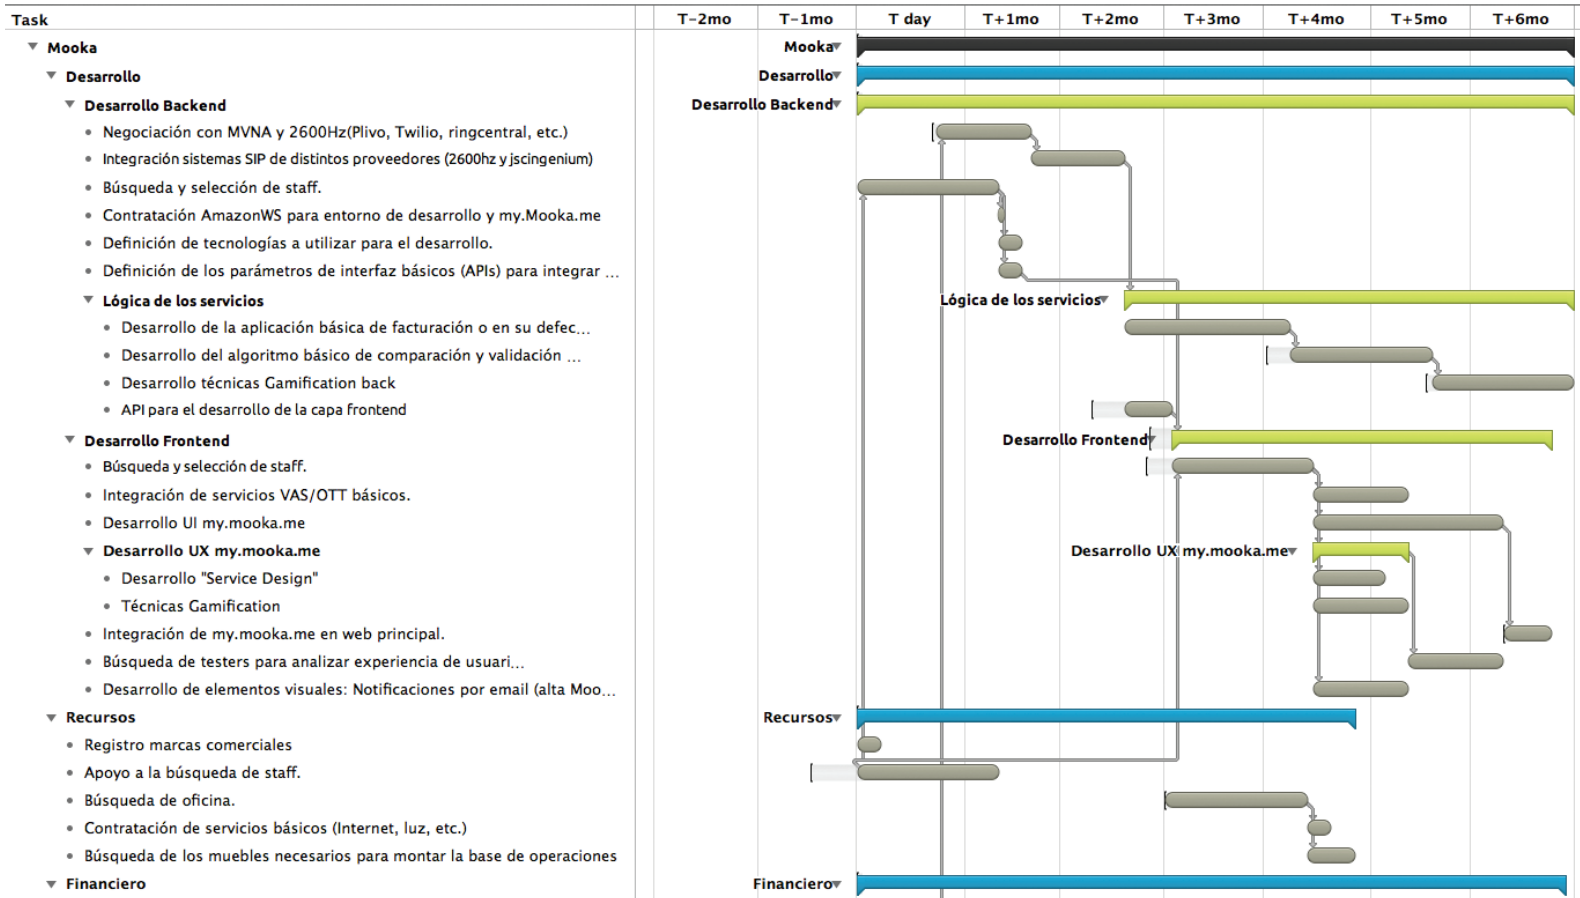 Task T-2mo T-1mo T day T+1mo T+2mo T+3mo T+4mo T+5mo T+6mo
Mooka Mooka
Desarrollo Desarrollo
Desarrollo Backend Desarrollo Backend
Negociación con MVNA y 2600Hz(Plivo, Twilio, ringcentral, etc.)
Integración sistemas SIP de distintos proveedores (2600hz y jscingenium)
Búsqueda y selección de staff.
Contratación AmazonWS para entorno de desarrollo y my.Mooka.me
Definición de tecnologías a utilizar para el desarrollo.
Definición de los parámetros de interfaz básicos (APIs) para integrar ...
Lógica de los servicios Lógica de los servicios
Desarrollo de la aplicación básica de facturación o en su defec...
Desarrollo del algoritmo básico de comparación y validación ...
Desarrollo técnicas Gamification back
API para el desarrollo de la capa frontend
Desarrollo Frontend Desarrollo Frontend
Búsqueda y selección de staff.
Integración de servicios VAS/OTT básicos.
Desarrollo UI my.mooka.me
Desarrollo UX my.mooka.me Desarrollo UX my.mooka.me
Desarrollo "Service Design"
Técnicas Gamification
Integración de my.mooka.me en web principal.
Búsqueda de testers para analizar experiencia de usuari...
Desarrollo de elementos visuales: Notificaciones por email (alta Moo...
Recursos Recursos
Registro marcas comerciales
Apoyo a la búsqueda de staff.
Búsqueda de oficina.
Contratación de servicios básicos (Internet, luz, etc.)
Búsqueda de los muebles necesarios para montar la base de operaciones
Financiero Financiero